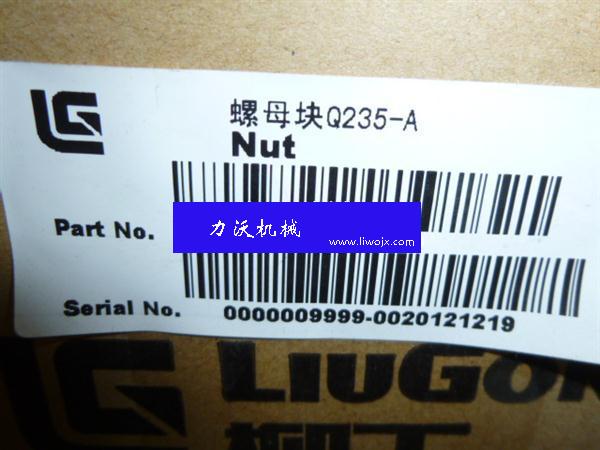 螺母块Q235-A
Nut
Part No.
力沃机械
www.liwojx.com
Serial No. 0000009999-0020121219
LIUGON